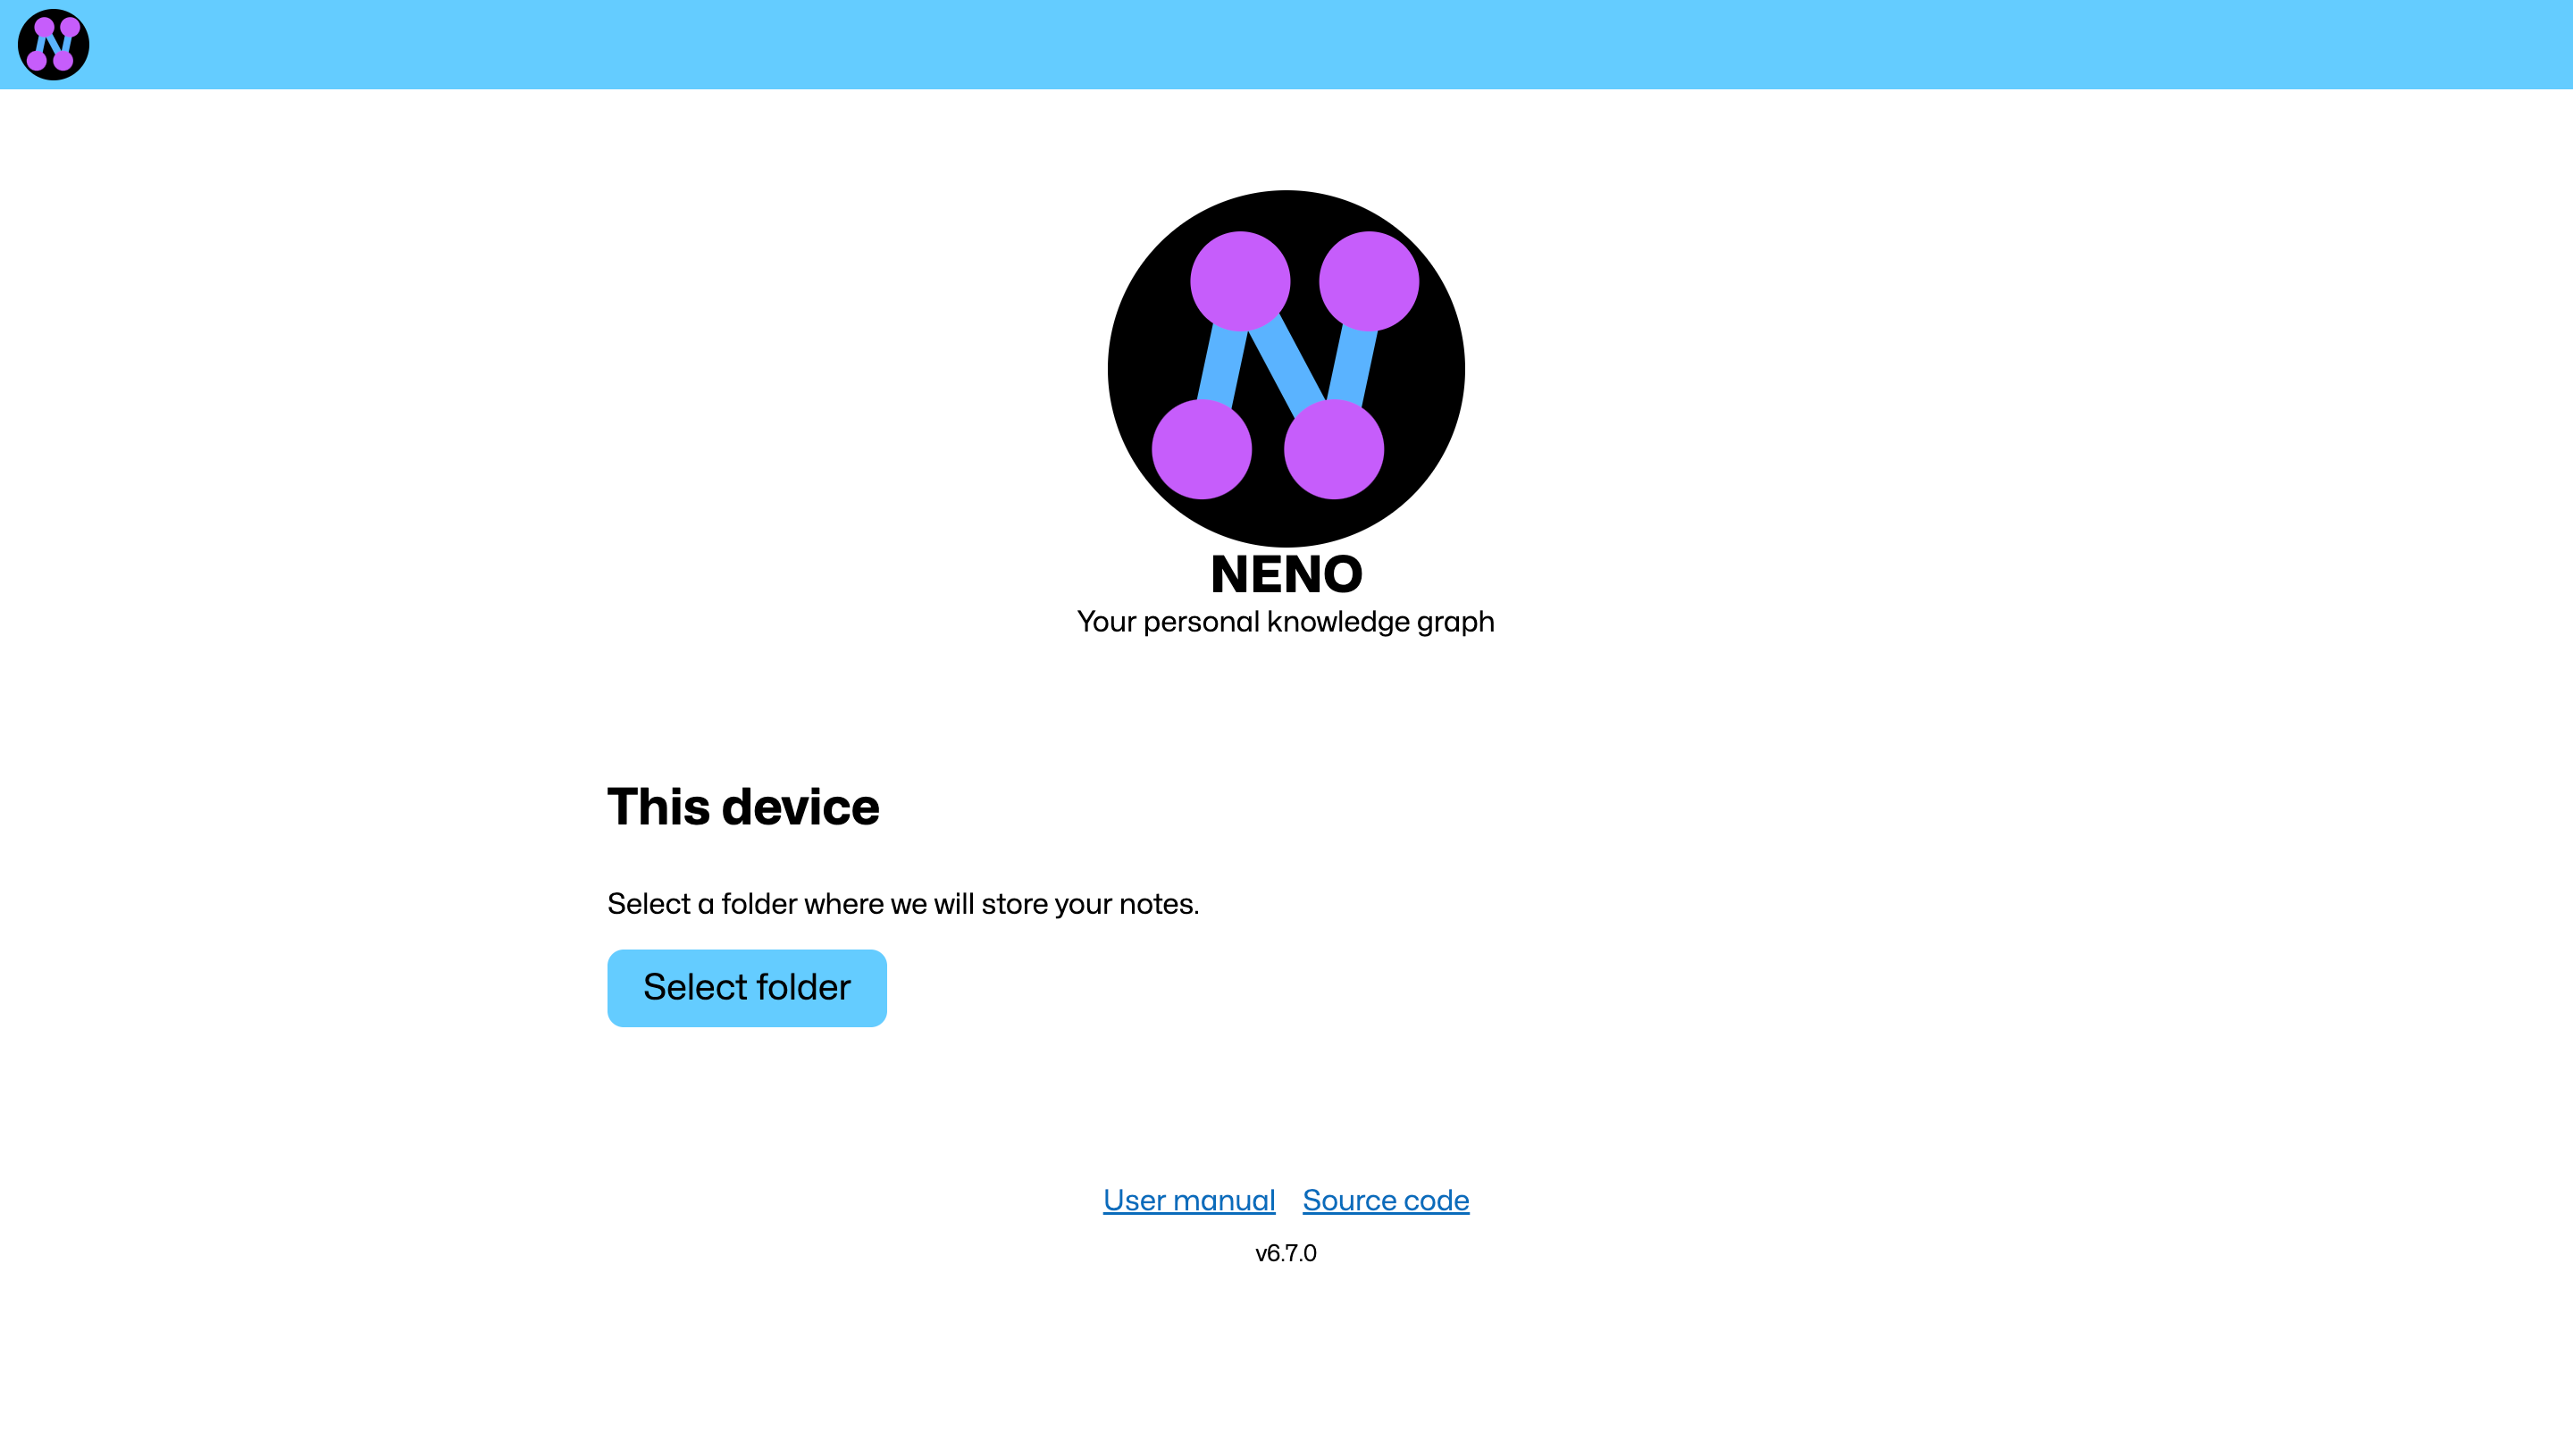 NENO
Your personal knowledge graph
This device
Select a folder where we will store your notes.
Select folder
User manual Source code
v6.7.0